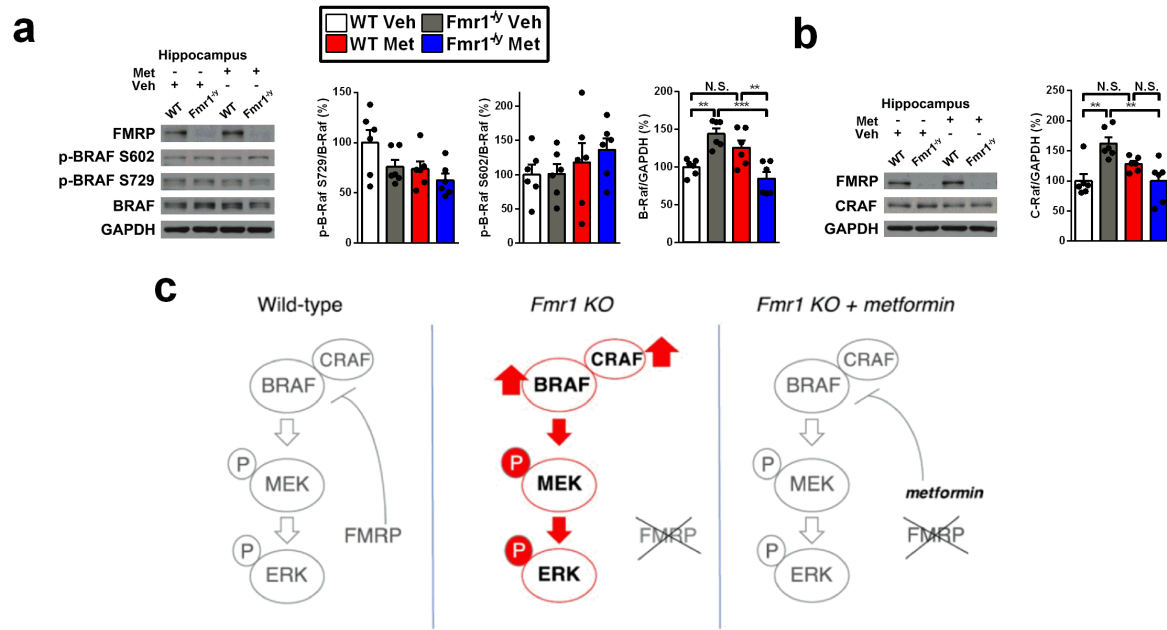 a
WT Veh Fmr1-/y Veh
WT Met Fmr1-/y Met
Hippocampus
Met - - + +
Veh + + - -
WT Fmr1-/y WT Fmr1-/y
FMRP
p-BRAF S602
p-BRAF S729
BRAF
GAPDH
p-B-Raf S729/B-Raf (%)
150
100
50
0
p-B-Raf S602/B-Raf (%)
200
150
100
50
0
B-Raf/GAPDH (%)
200
150
100
50
0
N.S. **
** ***
b
Hippocampus
Met - - + +
Veh + + - -
WT Fmr1-/y WT Fmr1-/y
FMRP
CRAF
GAPDH
C-Raf/GAPDH (%)
250
200
150
100
50
0
N.S. N.S.
** **
c
Wild-type
CRAF
BRAF
P
MEK
P
ERK
FMRP
Fmr1 KO
CRAF
BRAF
P
MEK
P
ERK
FMRP
Fmr1 KO + metformin
CRAF
BRAF
P
MEK
metformin
P
ERK
FMRP